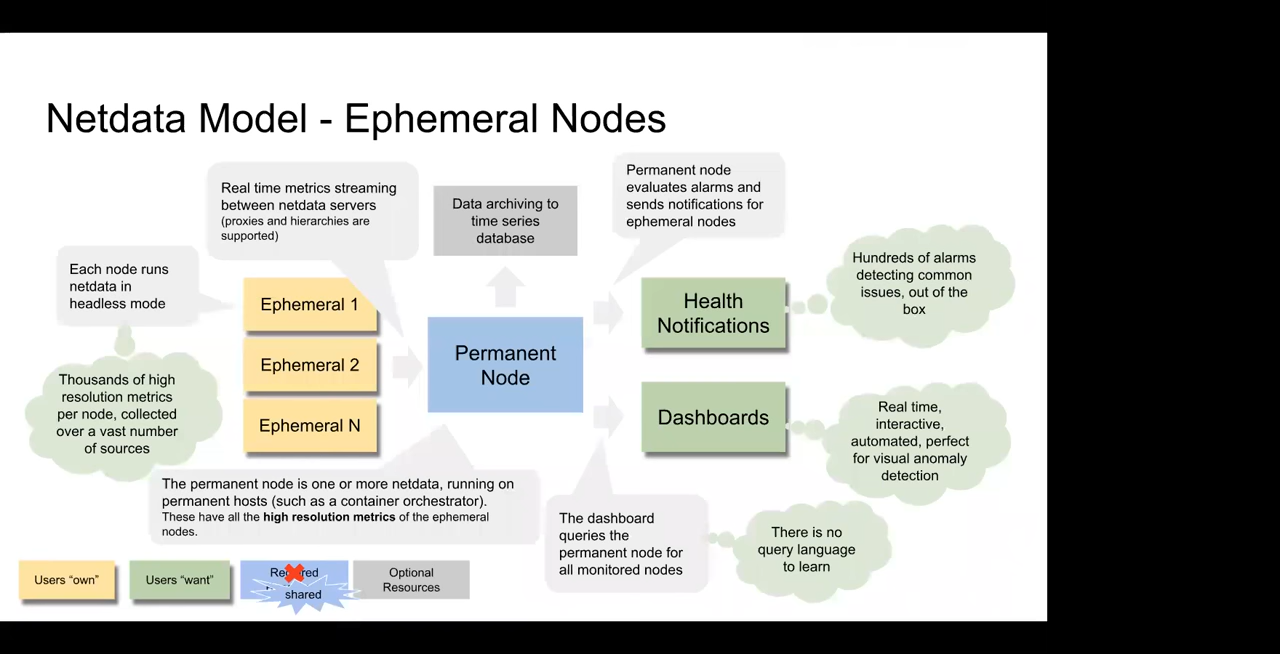 Netdata Model - Ephemeral Nodes
Real time metrics streaming
between netdata servers
(proxies and hierarchies are
supported)
Data archiving to
time series
database
Permanent node
evaluates alarms and
sends notifications for
ephemeral nodes
Each node runs
netdata in
headless mode
Ephemeral 1
Ephemeral 2
Ephemeral N
Permanent
Node
Health
Notifications
Hundreds of alarms
detecting common
issues, out of the
box
Thousands of high
resolution metrics
per node, collected
over a vast number
of sources
Dashboards
Real time,
interactive,
automated, perfect
for visual anomaly
detection
The permanent node is one or more netdata, running on
permanent hosts (such as a container orchestrator).
These have all the high resolution metrics of the ephemeral
nodes.
The dashboard
queries the
permanent node for
all monitored nodes
There is no
query language
to learn
Users “own”
Users “want”
shared
Optional
Resources